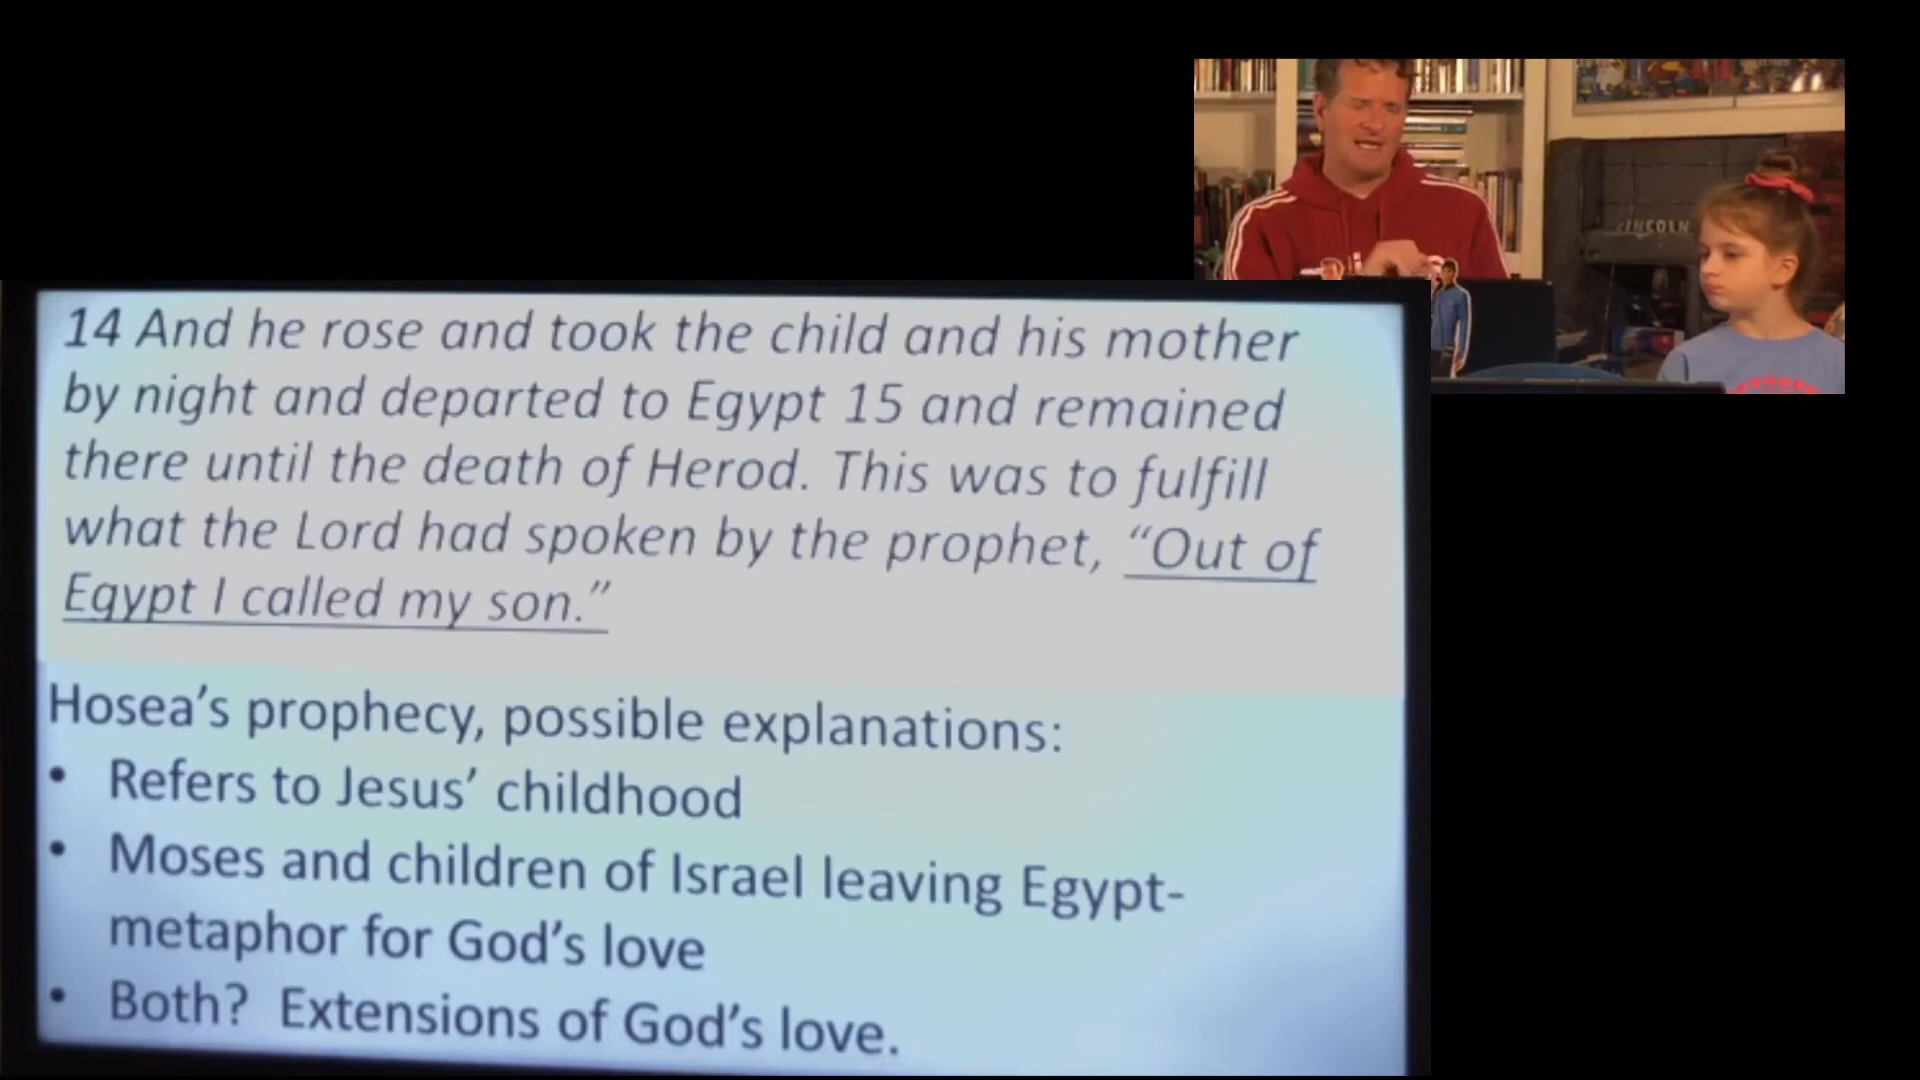 LINCOLN
14 And he rose and took the child and his mother
by night and departed to Egypt 15 and remained
there until the death of Herod. This was to fulfill
what the Lord had spoken by the prophet, “Out of
Egypt I called my son.”
Hosea’s prophecy, possible explanations:
• Refers to Jesus’ childhood
• Moses and children of Israel leaving Egypt-
metaphor for God’s love
• Both?  Extensions of God’s love.